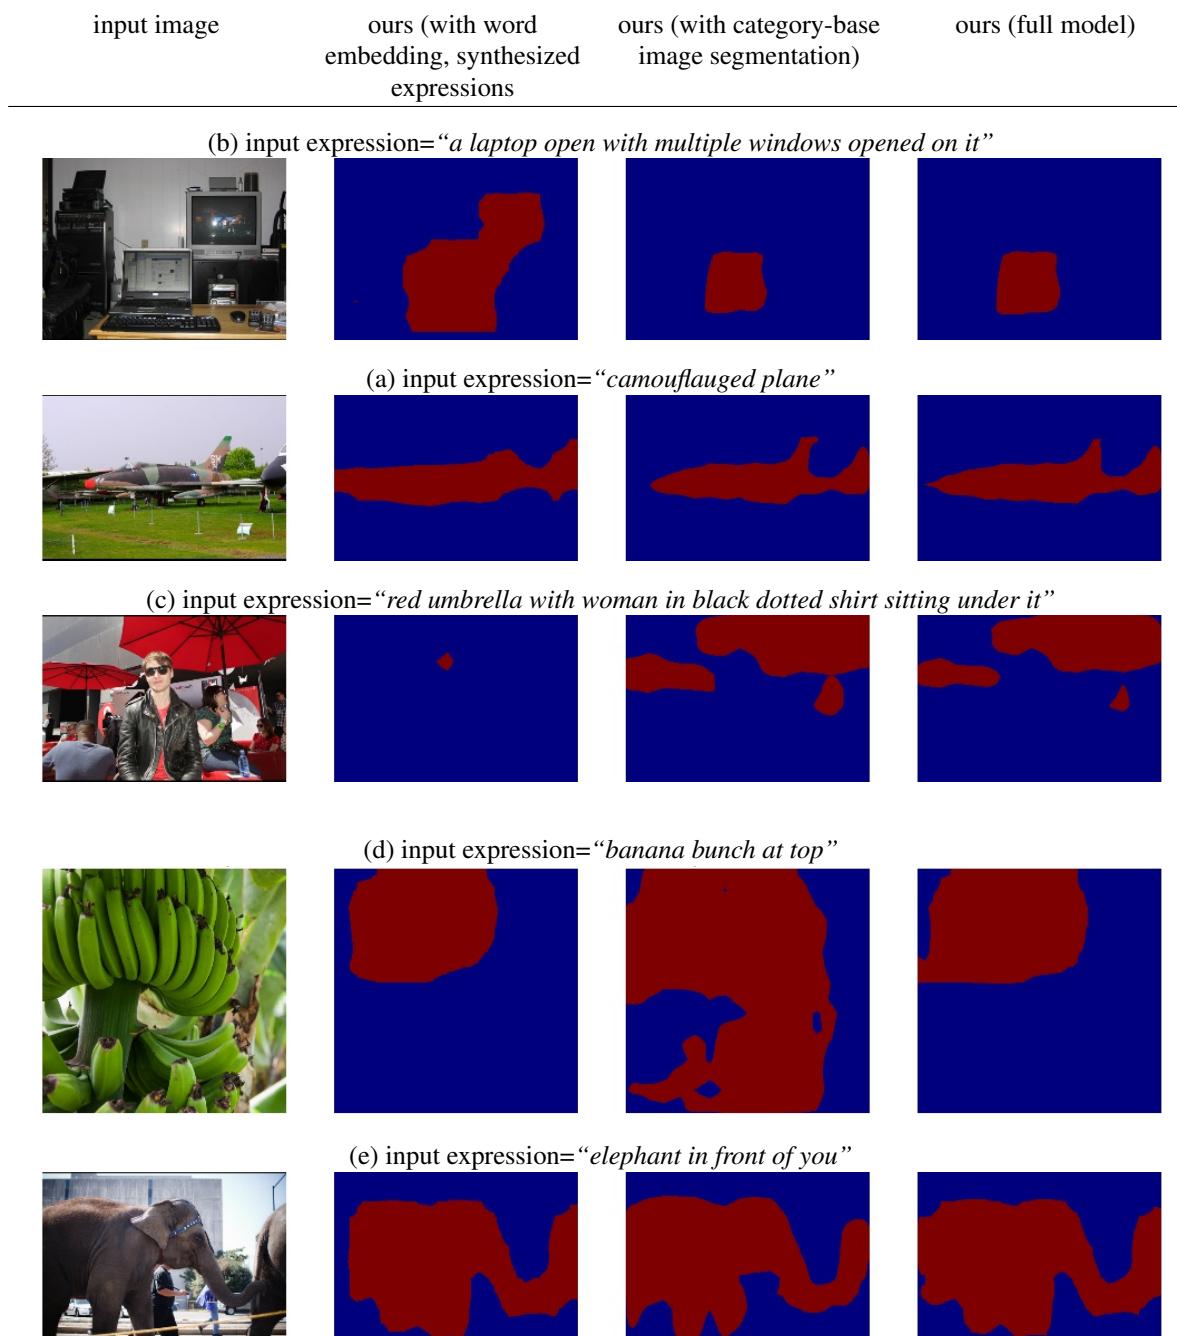 input image
ours (with word
embedding, synthesized
expressions
ours (with category-base
image segmentation)
ours (full model)
(b) input expression=“a laptop open with multiple windows opened on it”
(a) input expression=“camouflauged plane”
(c) input expression=“red umbrella with woman in black dotted shirt sitting under it”
(d) input expression=“banana bunch at top”
(e) input expression=“elephant in front of you”